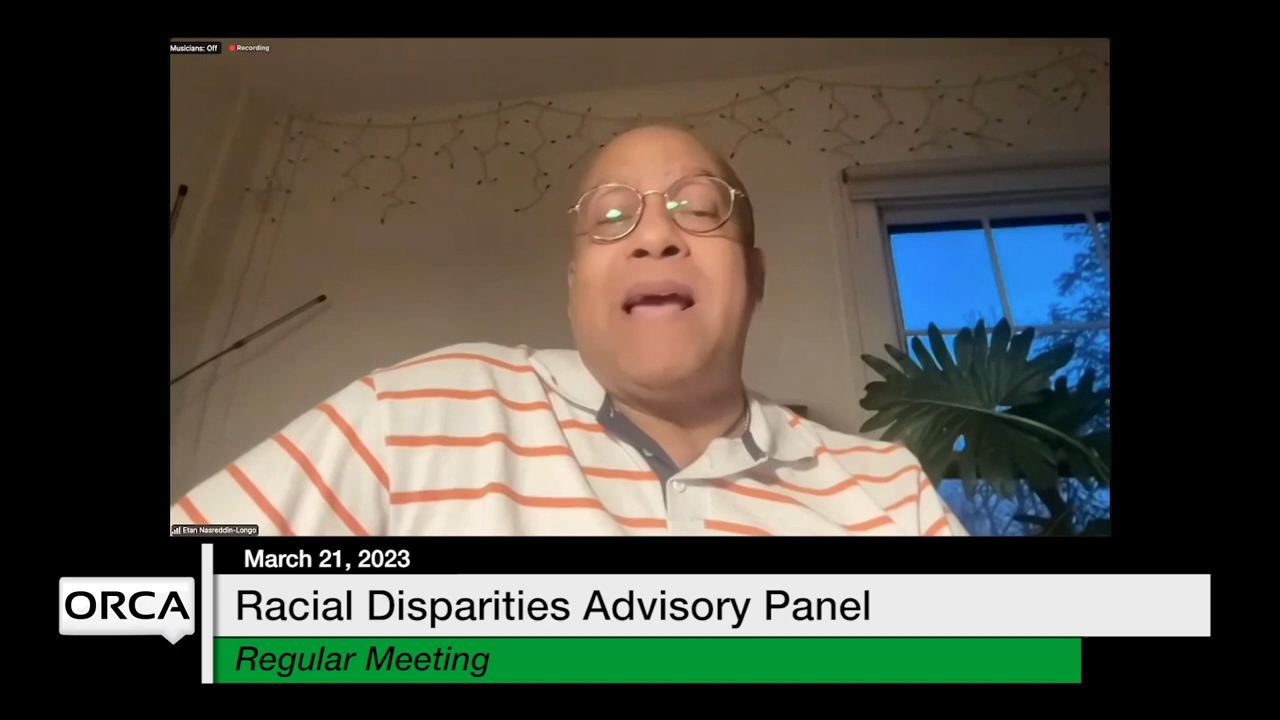 Musicians: Off Recording
Etan Nasreddin-Longo
March 21, 2023
ORCA
Racial Disparities Advisory Panel
Regular Meeting